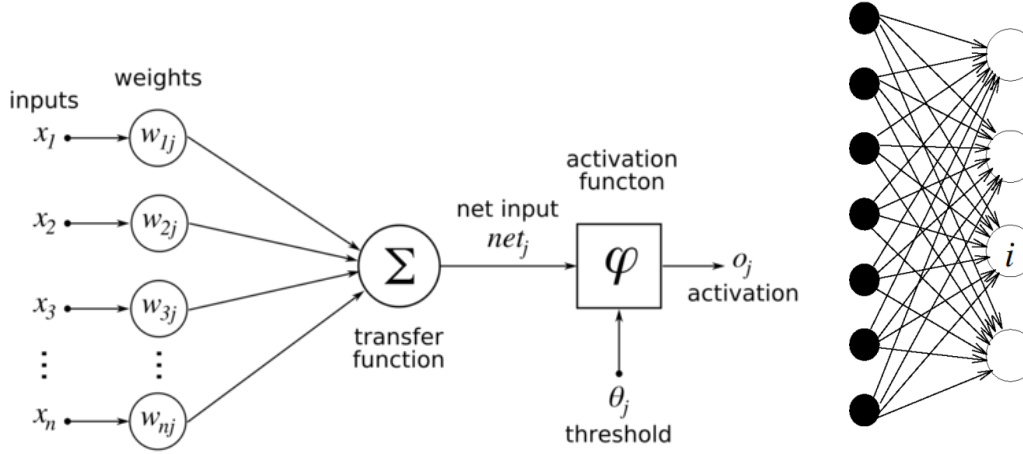 weights
inputs
x1
w1j
x2
w2j
x3
w3j
⋮
⋮
xn
wnj
Σ
transfer
function
net input
netj
activation
functon
φ
oj
activation
θj
threshold
i